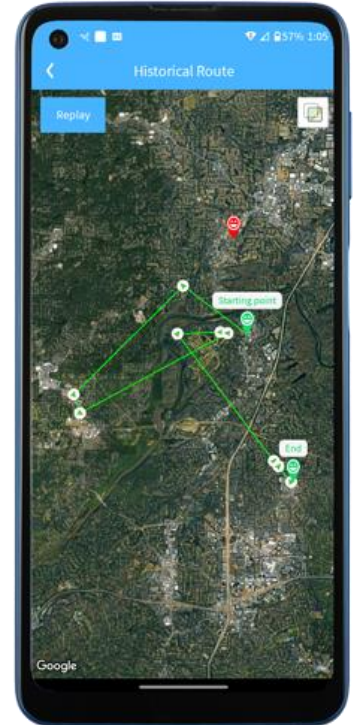 57% 1:05
Historical Route
Replay
Starting point
End
Google